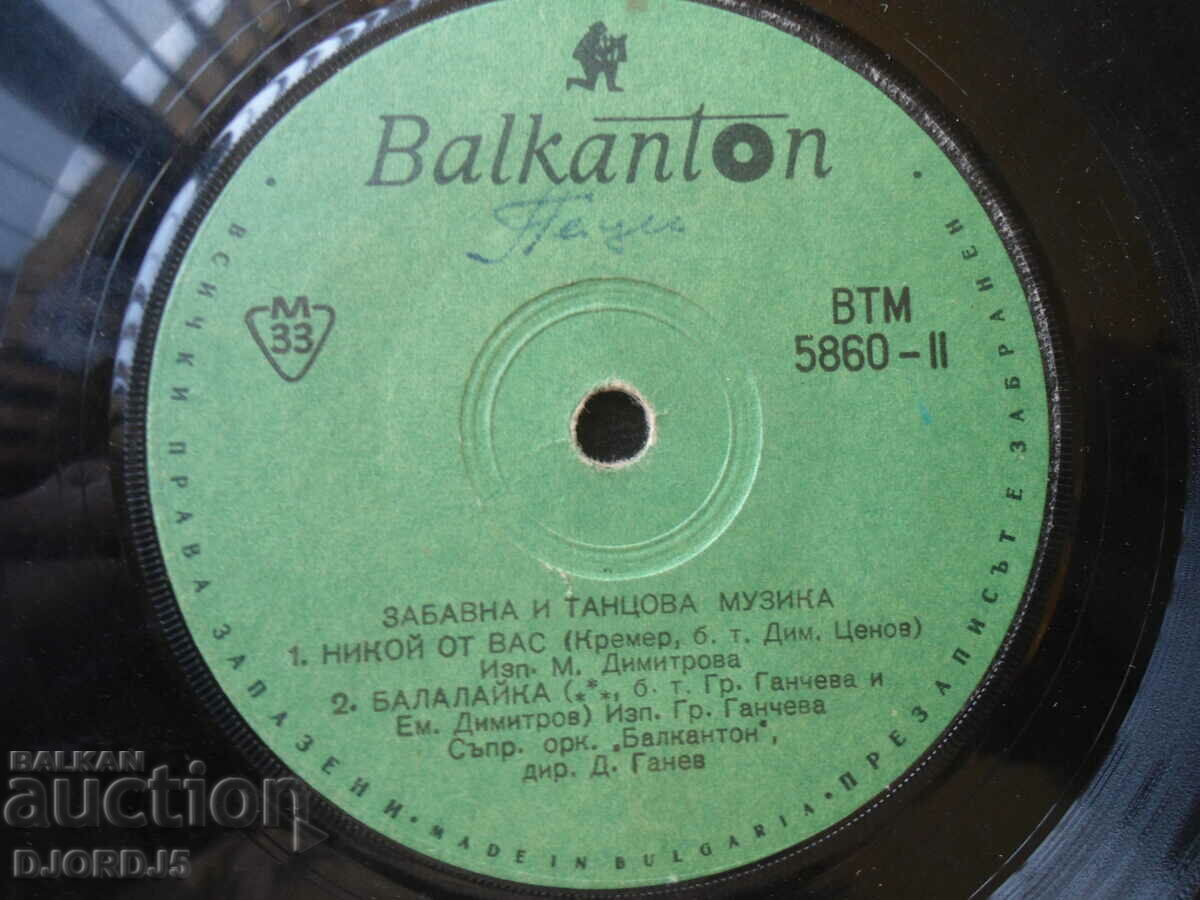 Balkanton
M
33
ВТМ
5860-II
ЗАБАВНА И ТАНЦОВА МУЗИКА
1. НИКОЙ ОТ ВАС (Кремер, б. т. Дим. Ценов)
Изп. М. Димитрова
2. БАЛАЛАЙКА (***, б. т. Гр. Ганчева и
Ем. Димитров) Изп. Гр. Ганчева
Съпр. орк. „Балкантон",
дир. Д. Ганев
• ВСИЧКИ ПРАВА ЗАПАЗЕНИ • MADE IN BULGARIA • ПРЕЗАПИСЪТ Е ЗАБРАНЕН •
BALKAN
auction
DJORD_J5